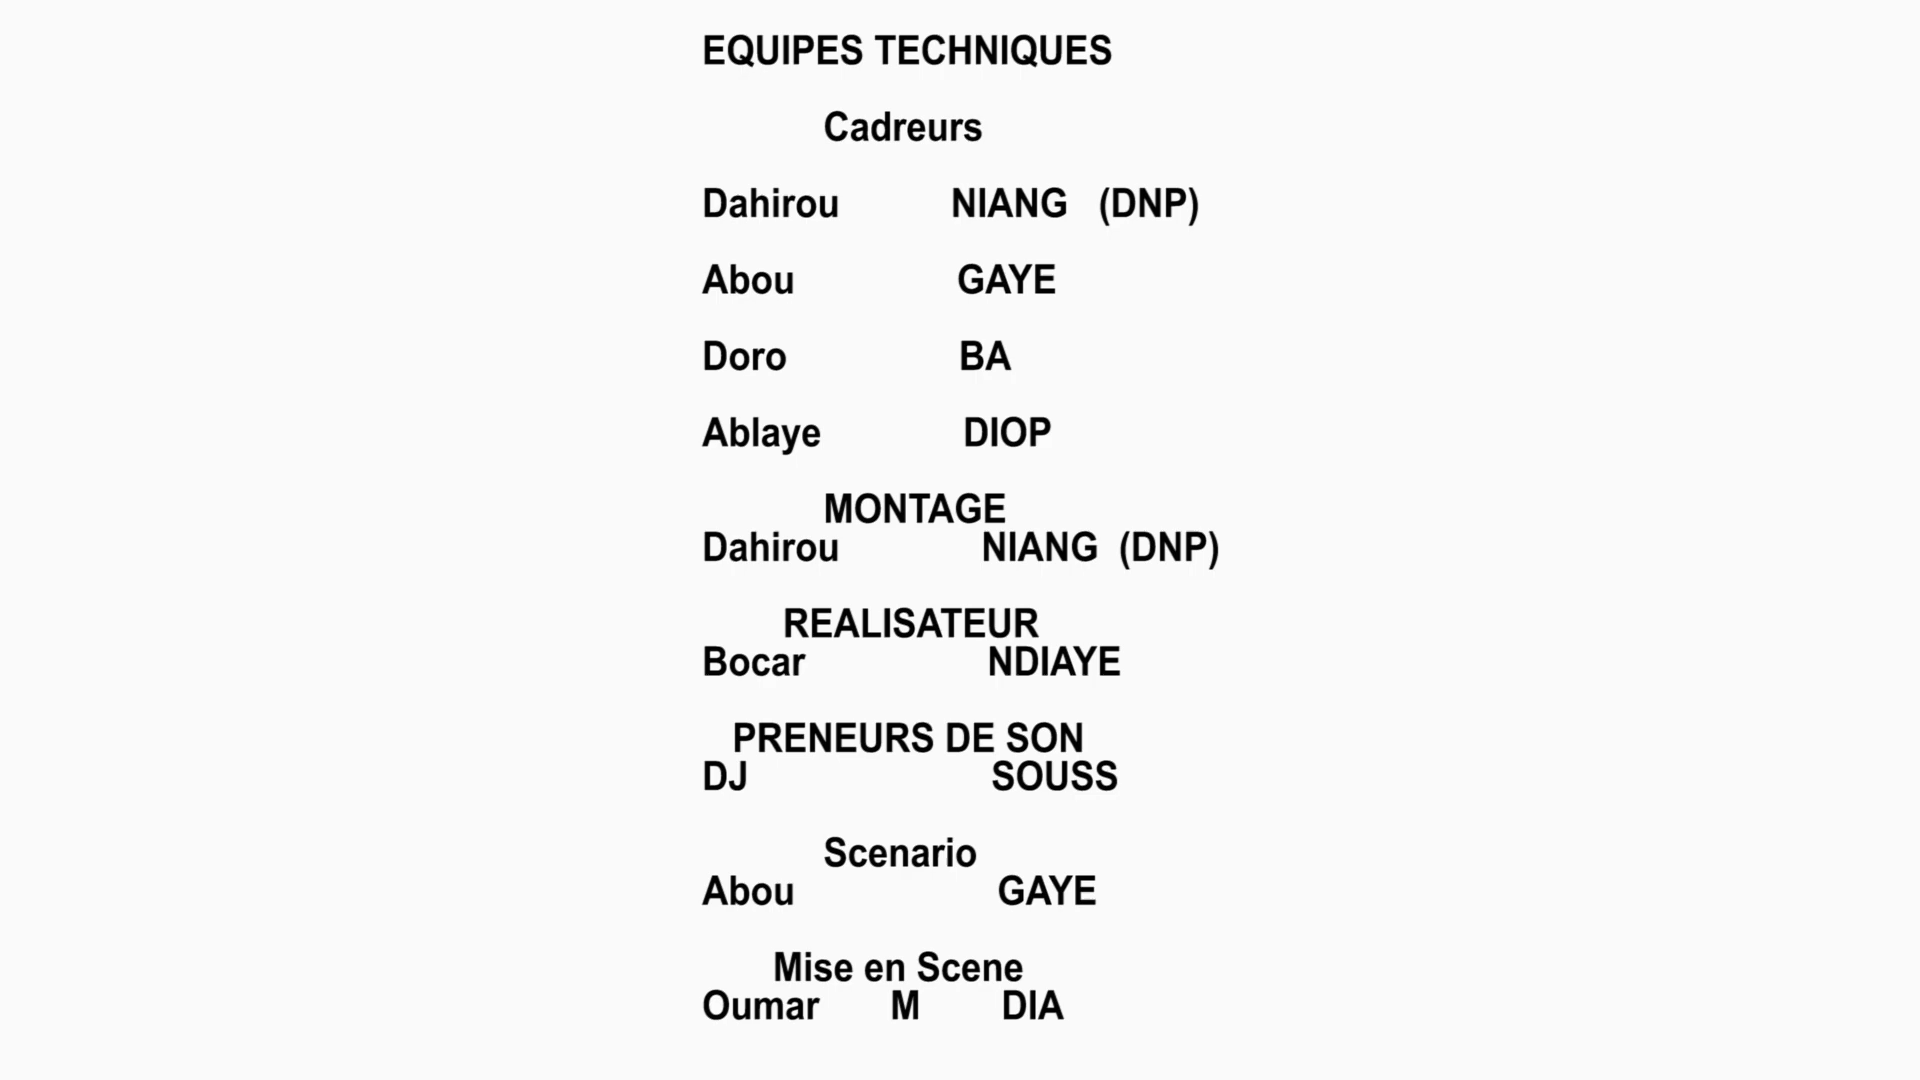 EQUIPES TECHNIQUES
Cadreurs
Dahirou NIANG (DNP)
Abou GAYE
Doro BA
Ablaye DIOP
MONTAGE
Dahirou NIANG (DNP)
REALISATEUR
Bocar NDIAYE
PRENEURS DE SON
DJ SOUSS
Scenario
Abou GAYE
Mise en Scene
Oumar M DIA